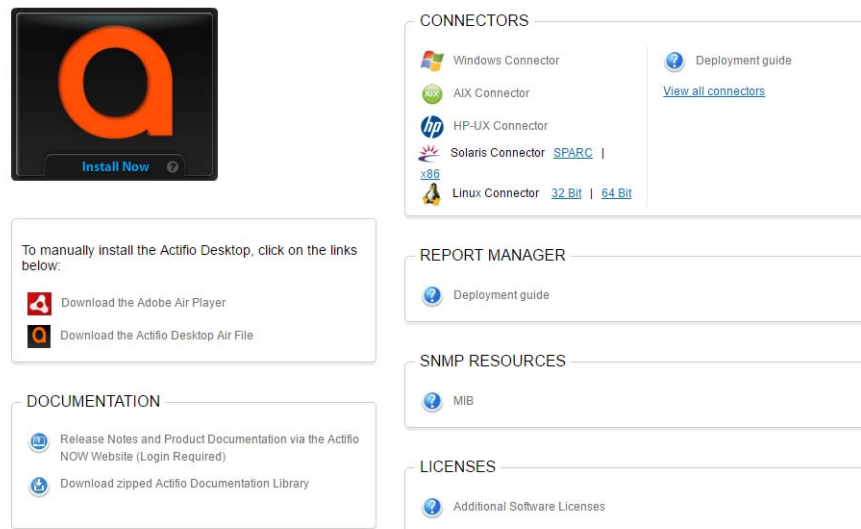 Install Now
To manually install the Actifio Desktop, click on the links
below:
Download the Adobe Air Player
Download the Actifio Desktop Air File
DOCUMENTATION
Release Notes and Product Documentation via the Actifio
NOW Website (Login Required)
Download zipped Actifio Documentation Library
CONNECTORS
Windows Connector
AIX
AIX Connector
hp
HP-UX Connector
Solaris Connector SPARC |
x86
Linux Connector 32 Bit | 64 Bit
Deployment guide
View all connectors
REPORT MANAGER
Deployment guide
SNMP RESOURCES
MIB
LICENSES
Additional Software Licenses